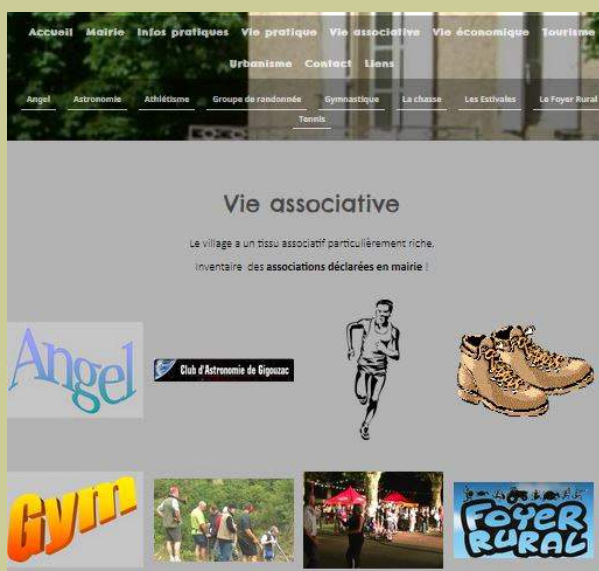 Accueil Mairie Infos pratiques Vie pratique Vie associative Vie économique Tourisme
Urbanisme Contact Liens
Angel Astronomie Athlétisme Groupe de randonnée Gymnastique La chasse Les Estivales Le Foyer Rural
Tennis
Vie associative
Le village a un tissu associatif particulièrement riche.
Inventaire des associations déclarées en mairie !
Angel
Club d'Astronomie de Gigouzac
Gym
FOYER
RURAL